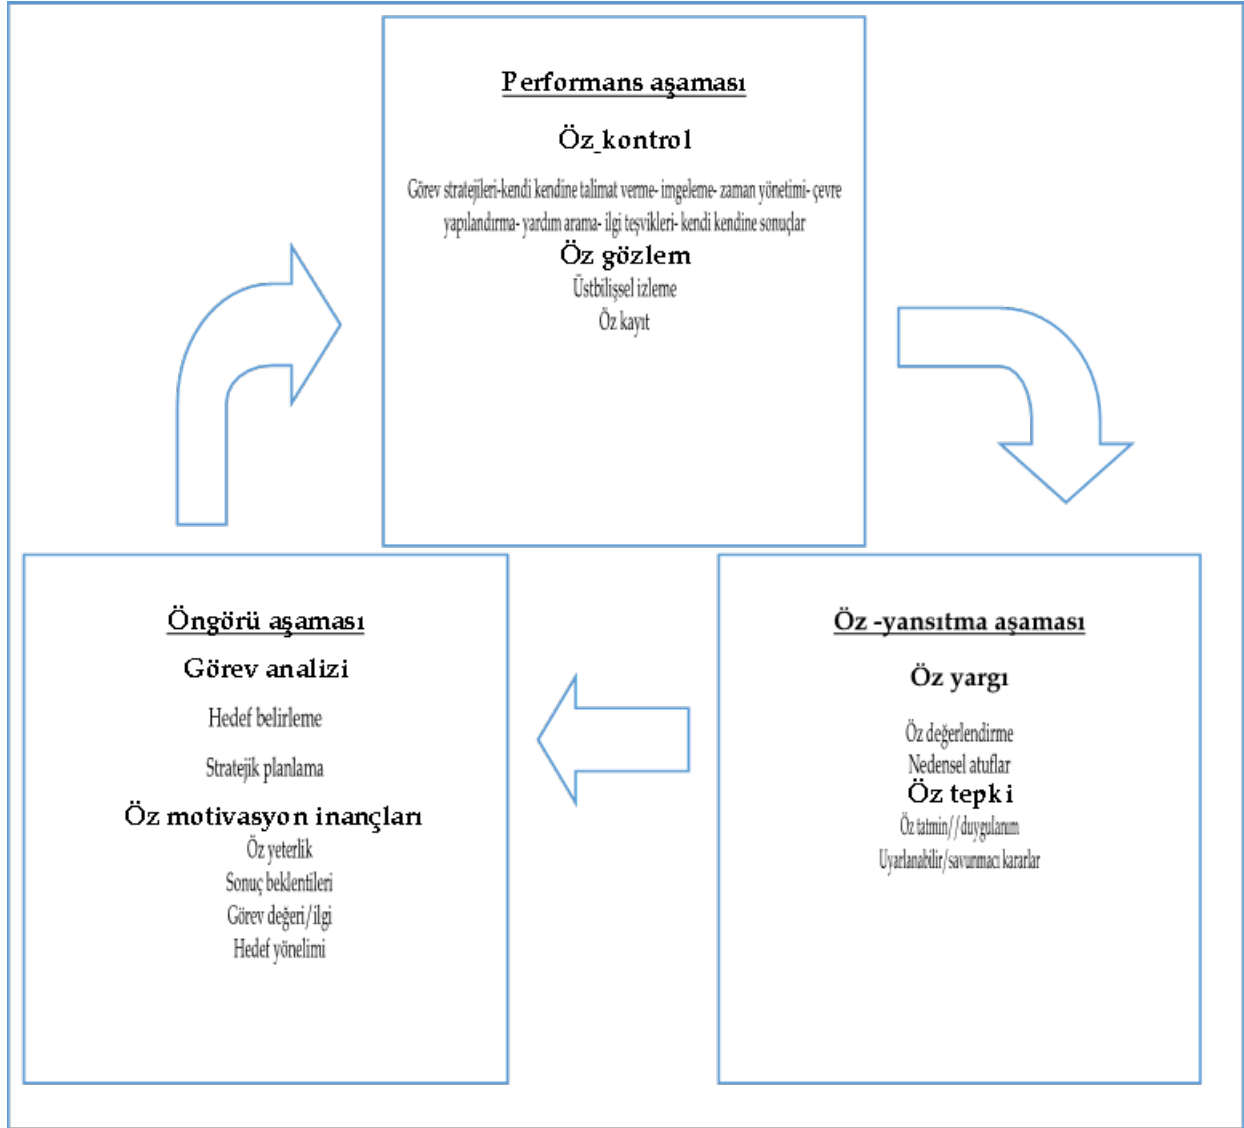 Performans aşaması
Öz kontrol
Görev stratejileri-kendi kendine talimat verme- imgeleme- zaman yönetimi- çevre
yapılandırma- yardım arama- ilgi teşvikleri- kendi kendine sonuçlar
Öz gözlem
Üstbilişsel izleme
Öz kayıt
Öngörü aşaması
Görev analizi
Hedef belirleme
Stratejik planlama
Öz motivasyon inançları
Öz yeterlik
Sonuç beklentileri
Görev değeri/ilgi
Hedef yönelimi
Öz -yansıtma aşaması
Öz yargı
Öz değerlendirme
Nedensel atıflar
Öz tepki
Öz tatmin//duygulanım
Uyarlanabilir/savunmacı kararlar